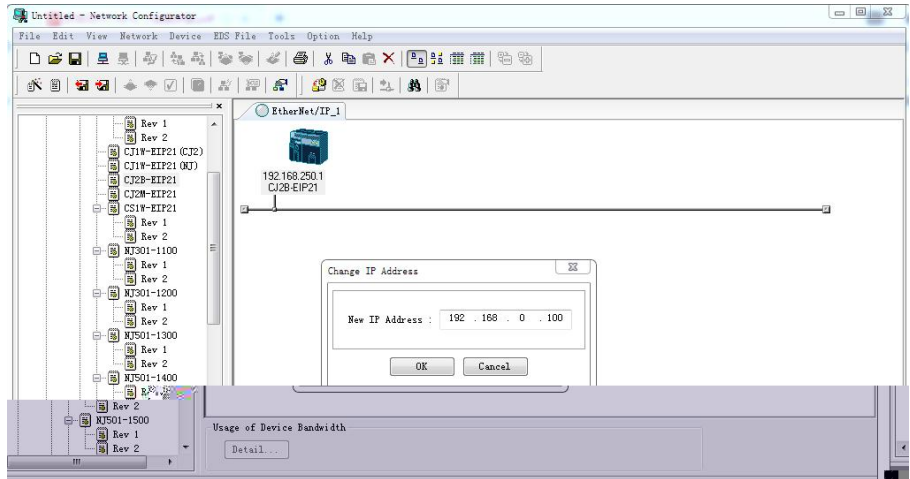 Untitled - Network Configurator
File Edit View Network Device EDS File Tools Option Help
EtherNet/IP_1
Rev 1
Rev 2
CJ1W-EIP21(CJ2)
CJ1W-EIP21(NJ)
CJ2B-EIP21
CJ2M-EIP21
CS1W-EIP21
Rev 1
Rev 2
NJ301-1100
Rev 1
Rev 2
NJ301-1200
Rev 1
Rev 2
NJ501-1300
Rev 1
Rev 2
NJ501-1400
Rev 2
NJ501-1500
Rev 1
Rev 2
192.168.250.1
CJ2B-EIP21
Change IP Address
New IP Address : 192 . 168 . 0 . 100
OK Cancel
Usage of Device Bandwidth
Detail...